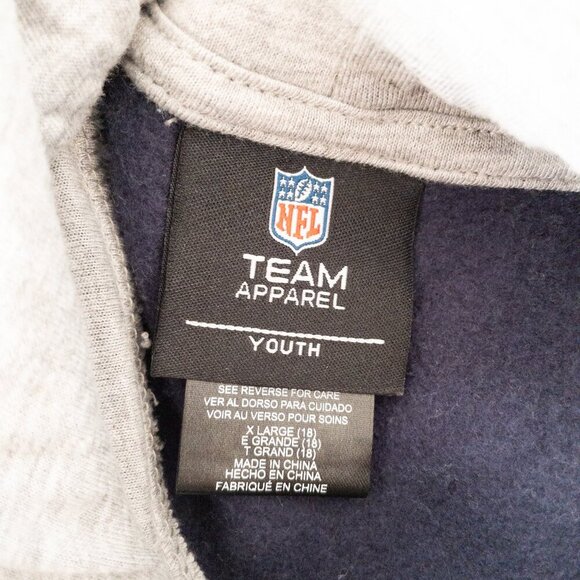 NFL
TEAM
APPAREL
YOUTH
SEE REVERSE FOR CARE
VER AL DORSO PARA CUIDADO
VOIR AU VERSO POUR SOINS
X LARGE (18)
E GRANDE (18)
T GRAND (18)
MADE IN CHINA
HECHO EN CHINA
FABRIQUÉ EN CHINE